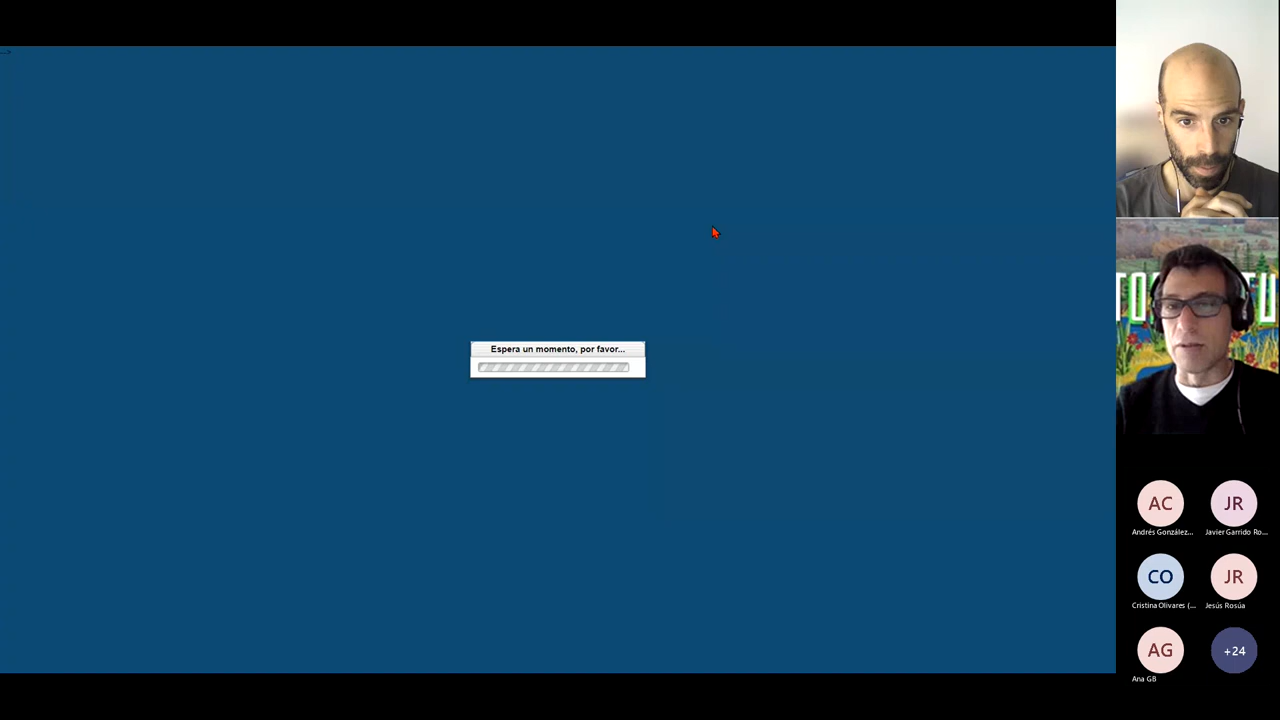 Espera un momento, por favor...
AC
JR
Andrés González...
Javier Garrido Ro...
CO
JR
Cristina Olivares (...
Jesús Rosúa
AG
+24
Ana GB